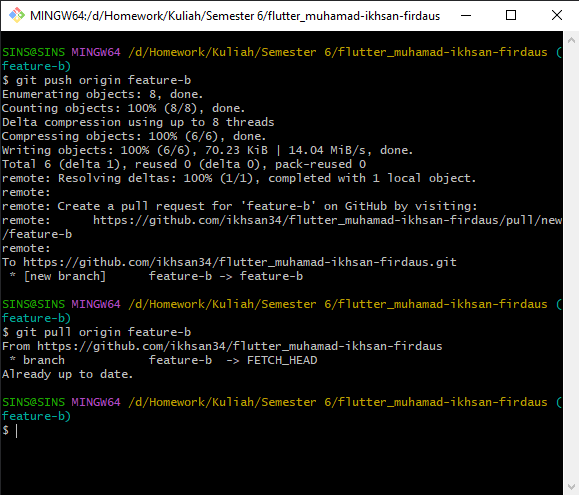 MINGW64:/d/Homework/Kuliah/Semester 6/flutter_muhamad-ikhsan-firdaus
SINS@SINS MINGW64 /d/Homework/Kuliah/Semester 6/flutter_muhamad-ikhsan-firdaus (
feature-b)
$ git push origin feature-b
Enumerating objects: 8, done.
Counting objects: 100% (8/8), done.
Delta compression using up to 8 threads
Compressing objects: 100% (6/6), done.
Writing objects: 100% (6/6), 70.23 KiB | 14.04 MiB/s, done.
Total 6 (delta 1), reused 0 (delta 0), pack-reused 0
remote: Resolving deltas: 100% (1/1), completed with 1 local object.
remote:
remote: Create a pull request for 'feature-b' on GitHub by visiting:
remote:      https://github.com/ikhsan34/flutter_muhamad-ikhsan-firdaus/pull/new
/feature-b
remote:
To https://github.com/ikhsan34/flutter_muhamad-ikhsan-firdaus.git
 * [new branch]      feature-b -> feature-b
SINS@SINS MINGW64 /d/Homework/Kuliah/Semester 6/flutter_muhamad-ikhsan-firdaus (
feature-b)
$ git pull origin feature-b
From https://github.com/ikhsan34/flutter_muhamad-ikhsan-firdaus
 * branch            feature-b  -> FETCH_HEAD
Already up to date.
SINS@SINS MINGW64 /d/Homework/Kuliah/Semester 6/flutter_muhamad-ikhsan-firdaus (
feature-b)
$